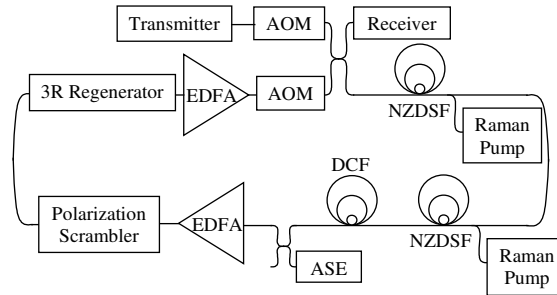 Transmitter
AOM
Receiver
3R Regenerator
EDFA
AOM
NZDSF
Raman
Pump
DCF
Polarization
Scrambler
EDFA
NZDSF
ASE
Raman
Pump